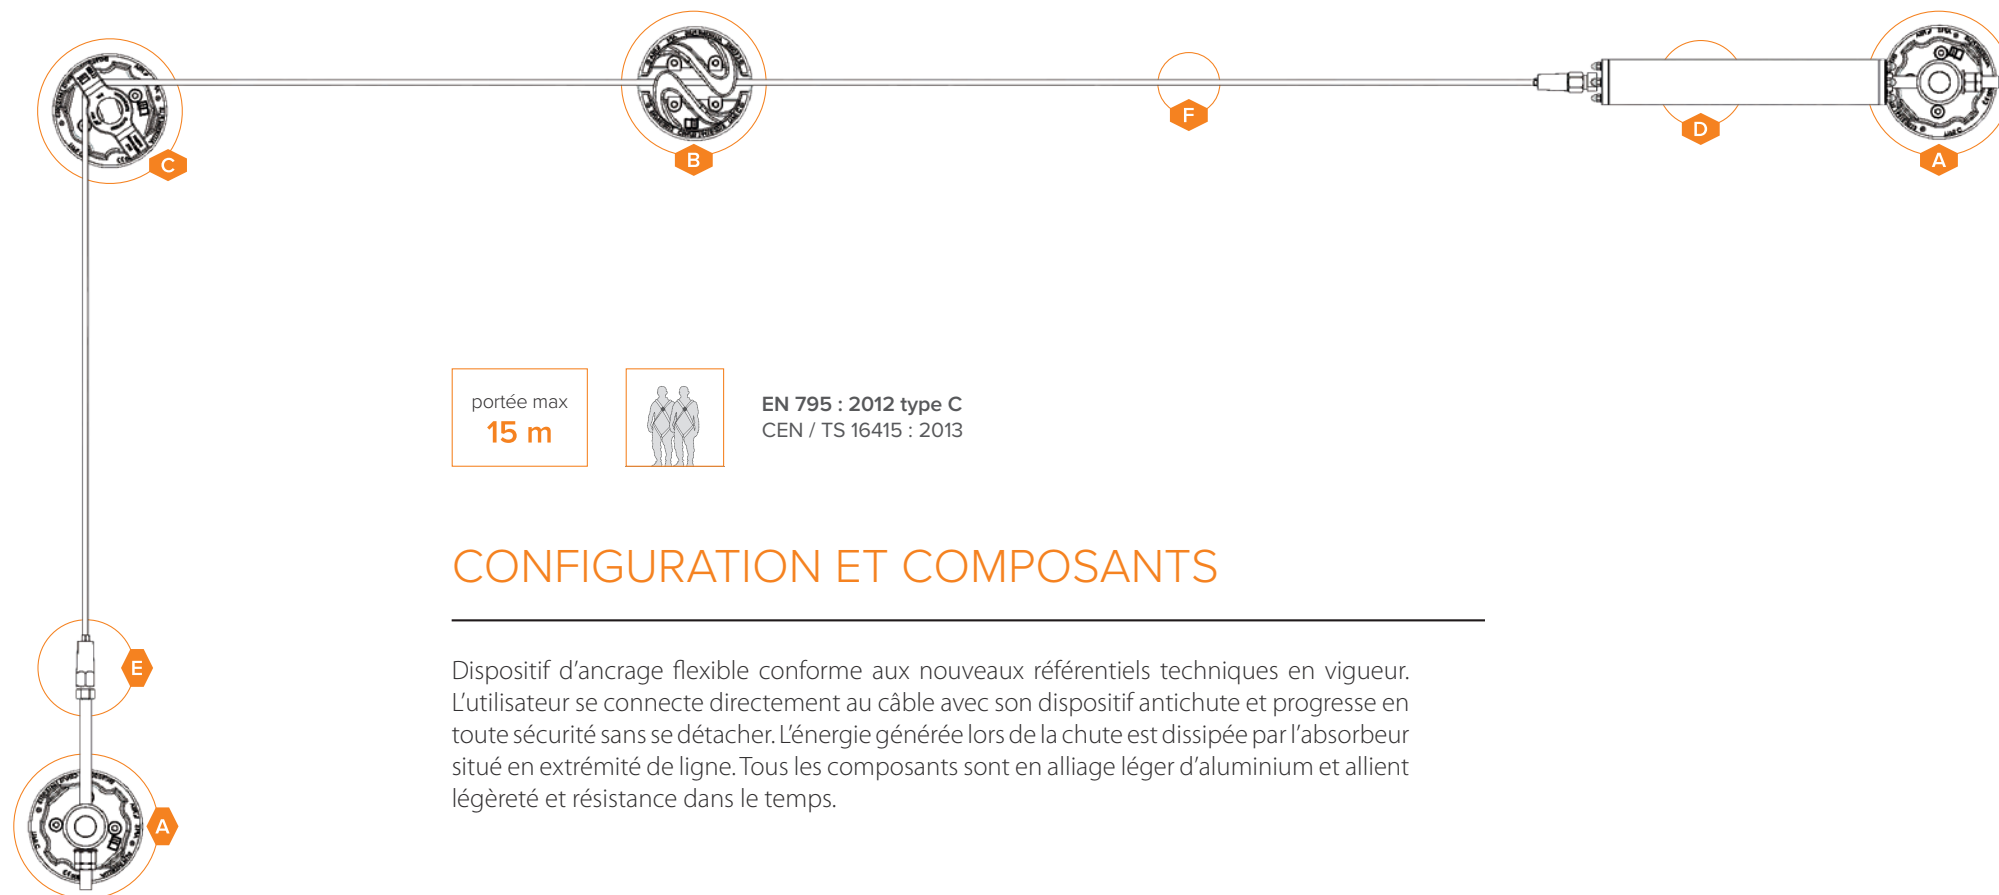 C
B
F
D
A
portée max
15 m
EN 795 : 2012 type C
CEN / TS 16415 : 2013
CONFIGURATION ET COMPOSANTS
E
Dispositif d’ancrage flexible conforme aux nouveaux référentiels techniques en vigueur.
L’utilisateur se connecte directement au câble avec son dispositif antichute et progresse en
toute sécurité sans se détacher. L’énergie générée lors de la chute est dissipée par l’absorbeur
situé en extrémité de ligne. Tous les composants sont en alliage léger d’aluminium et allient
légèreté et résistance dans le temps.
A